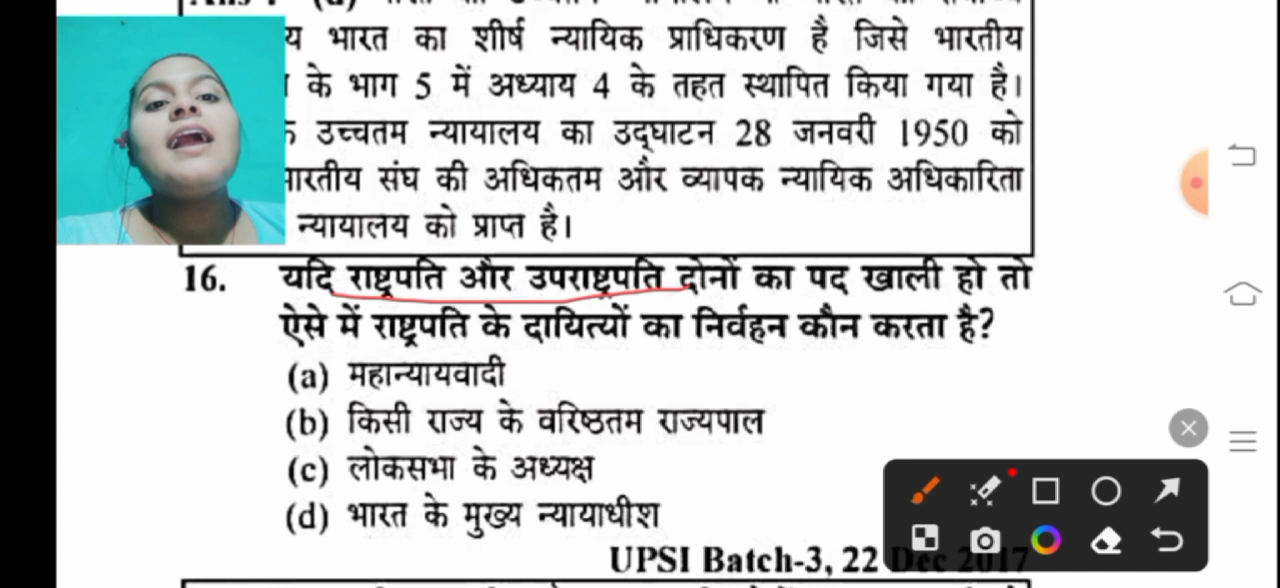 य भारत का शीर्ष न्यायिक प्राधिकरण है जिसे भारतीय
के भाग 5 में अध्याय 4 के तहत स्थापित किया गया है।
उच्चतम न्यायालय का उद्घाटन 28 जनवरी 1950 को
भारतीय संघ की अधिकतम और व्यापक न्यायिक अधिकारिता
न्यायालय को प्राप्त है।
16. यदि राष्ट्रपति और उपराष्ट्रपति दोनों का पद खाली हो तो
ऐसे में राष्ट्रपति के दायित्यों का निर्वहन कौन करता है?
(a) महान्यायवादी
(b) किसी राज्य के वरिष्ठतम राज्यपाल
(c) लोकसभा के अध्यक्ष
(d) भारत के मुख्य न्यायाधीश
UPSI Batch-3, 22 Dec 2017